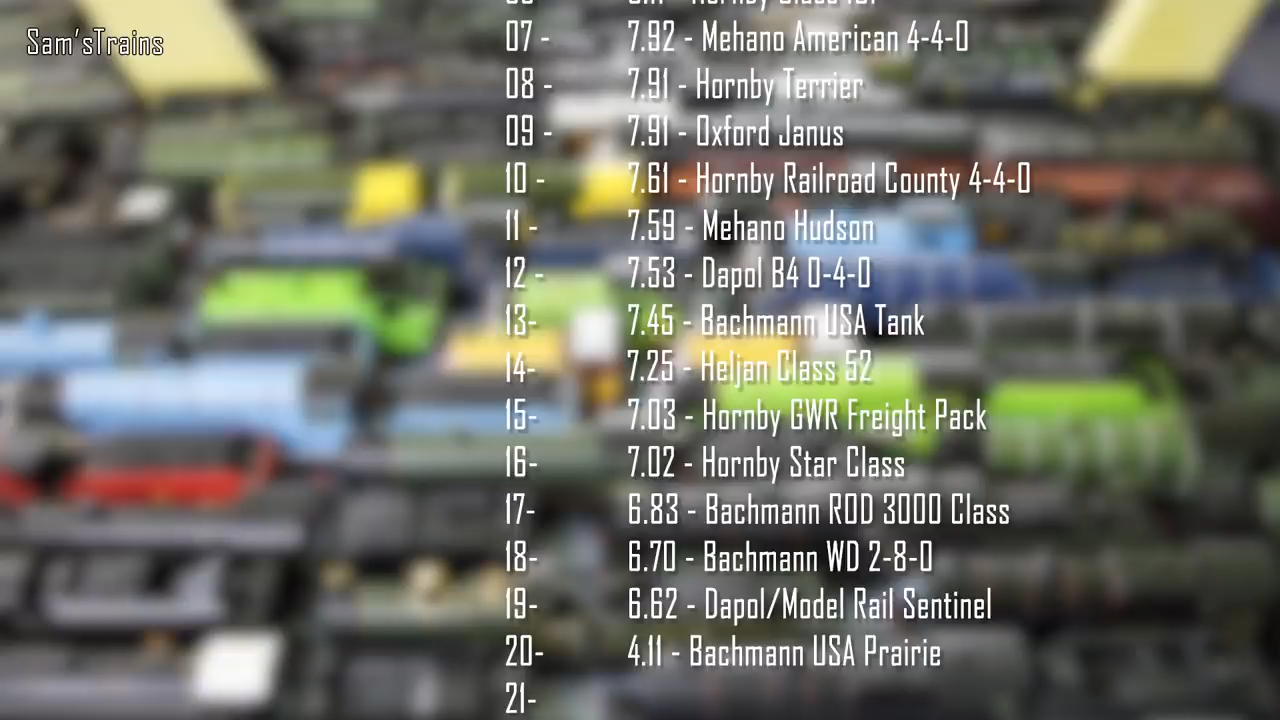 Sam'sTrains
07 - 7.92 - Mehano American 4-4-0
08 - 7.91 - Hornby Terrier
09 - 7.91 - Oxford Janus
10 - 7.61 - Hornby Railroad County 4-4-0
11 - 7.59 - Mehano Hudson
12 - 7.53 - Dapol B4 0-4-0
13- 7.45 - Bachmann USA Tank
14- 7.25 - Heljan Class 52
15- 7.03 - Hornby GWR Freight Pack
16- 7.02 - Hornby Star Class
17- 6.83 - Bachmann ROD 3000 Class
18- 6.70 - Bachmann WD 2-8-0
19- 6.62 - Dapol/Model Rail Sentinel
20- 4.11 - Bachmann USA Prairie
21-